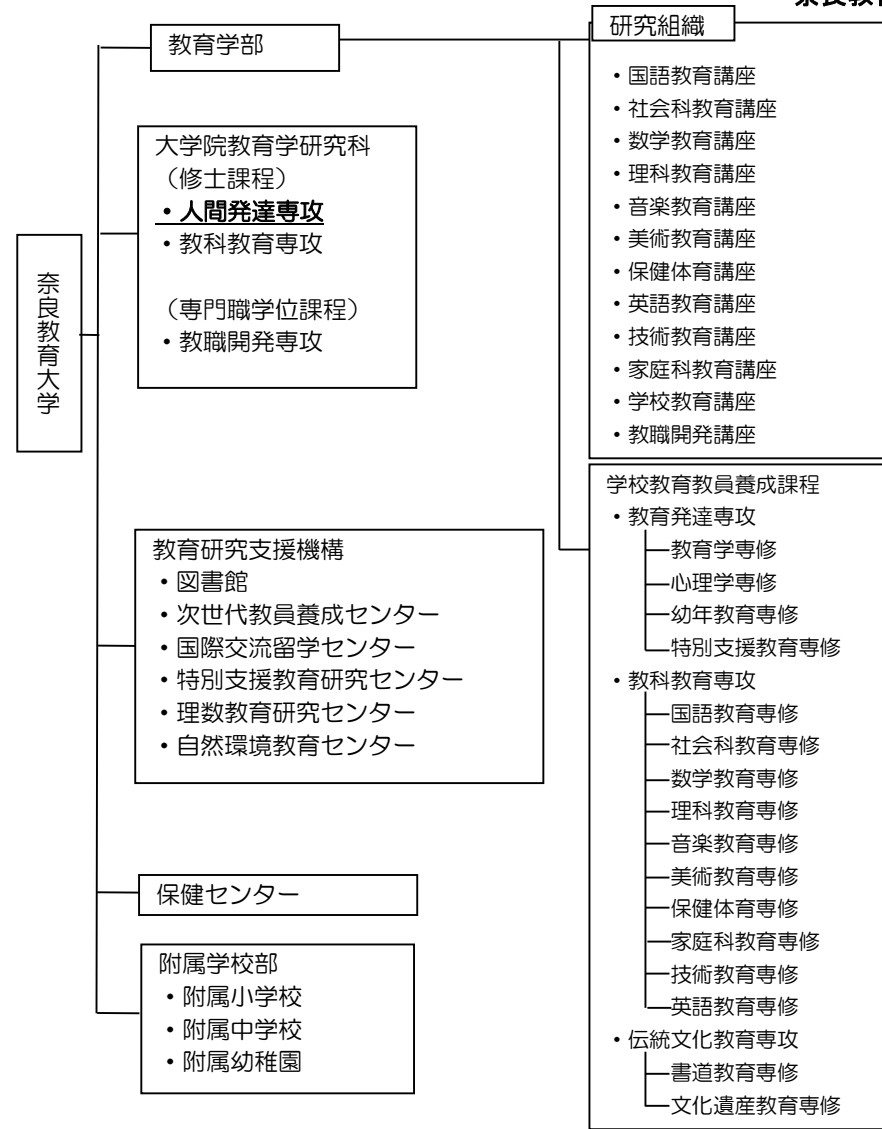 奈良教育大学
教育学部
大学院教育学研究科
（修士課程）
・人間発達専攻
・教科教育専攻
（専門職学位課程）
・教職開発専攻
教育研究支援機構
・図書館
・次世代教員養成センター
・国際交流留学センター
・特別支援教育研究センター
・理数教育研究センター
・自然環境教育センター
保健センター
附属学校部
・附属小学校
・附属中学校
・附属幼稚園
研究組織
・国語教育講座
・社会科教育講座
・数学教育講座
・理科教育講座
・音楽教育講座
・美術教育講座
・保健体育講座
・英語教育講座
・技術教育講座
・家庭科教育講座
・学校教育講座
・教職開発講座
学校教育教員養成課程
・教育発達専攻
教育学専修
心理学専修
幼年教育専修
特別支援教育専修
・教科教育専攻
国語教育専修
社会科教育専修
数学教育専修
理科教育専修
音楽教育専修
美術教育専修
保健体育専修
家庭科教育専修
技術教育専修
英語教育専修
・伝統文化教育専攻
書道教育専修
文化遺産教育専修